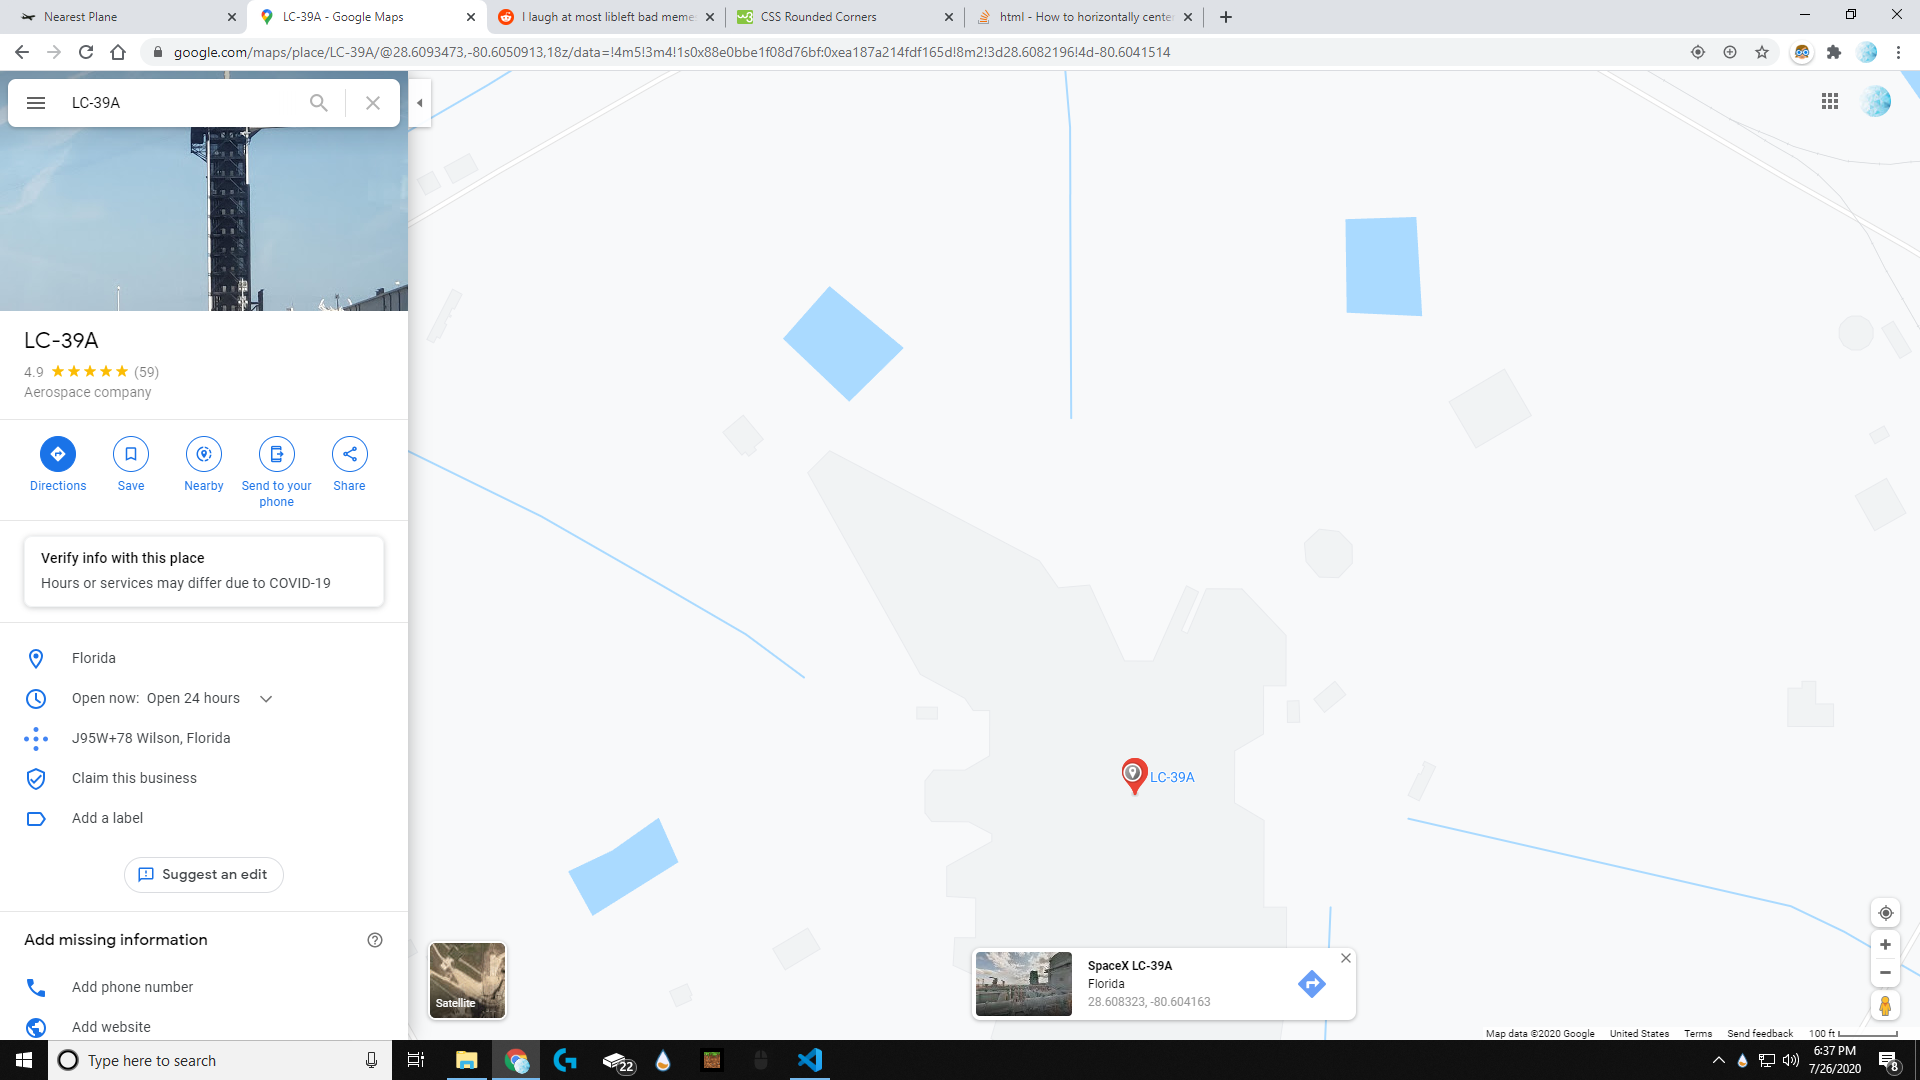 Nearest Plane
LC-39A - Google Maps
I laugh at most libleft bad meme
CSS Rounded Corners
html - How to horizontally cente
google.com/maps/place/LC-39A/@28.6093473,-80.6050913,18z/data=!4m5!3m4!1s0x88e0bbe1f08d76bf:0xea187a214fdf165d!8m2!3d28.6082196!4d-80.6041514
LC-39A
LC-39A
4.9 (59)
Aerospace company
Directions
Save
Nearby
Send to your
phone
Share
Verify info with this place
Hours or services may differ due to COVID-19
Florida
Open now: Open 24 hours
J95W+78 Wilson, Florida
Claim this business
Add a label
Suggest an edit
Add missing information
Add phone number
Add website
LC-39A
Satellite
SpaceX LC-39A
Florida
28.608323, -80.604163
Map data ©2020 Google United States Terms Send feedback 100 ft
Type here to search
22
6:37 PM
7/26/2020
8